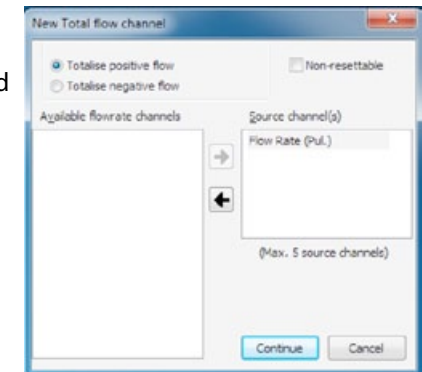 New Total flow channel
d
Totalise positive flow
Non-resettable
Totalise negative flow
Available flowrate channels
Source channel(s)
Flow Rate (Pul.)
(Max. 5 source channels)
Continue
Cancel